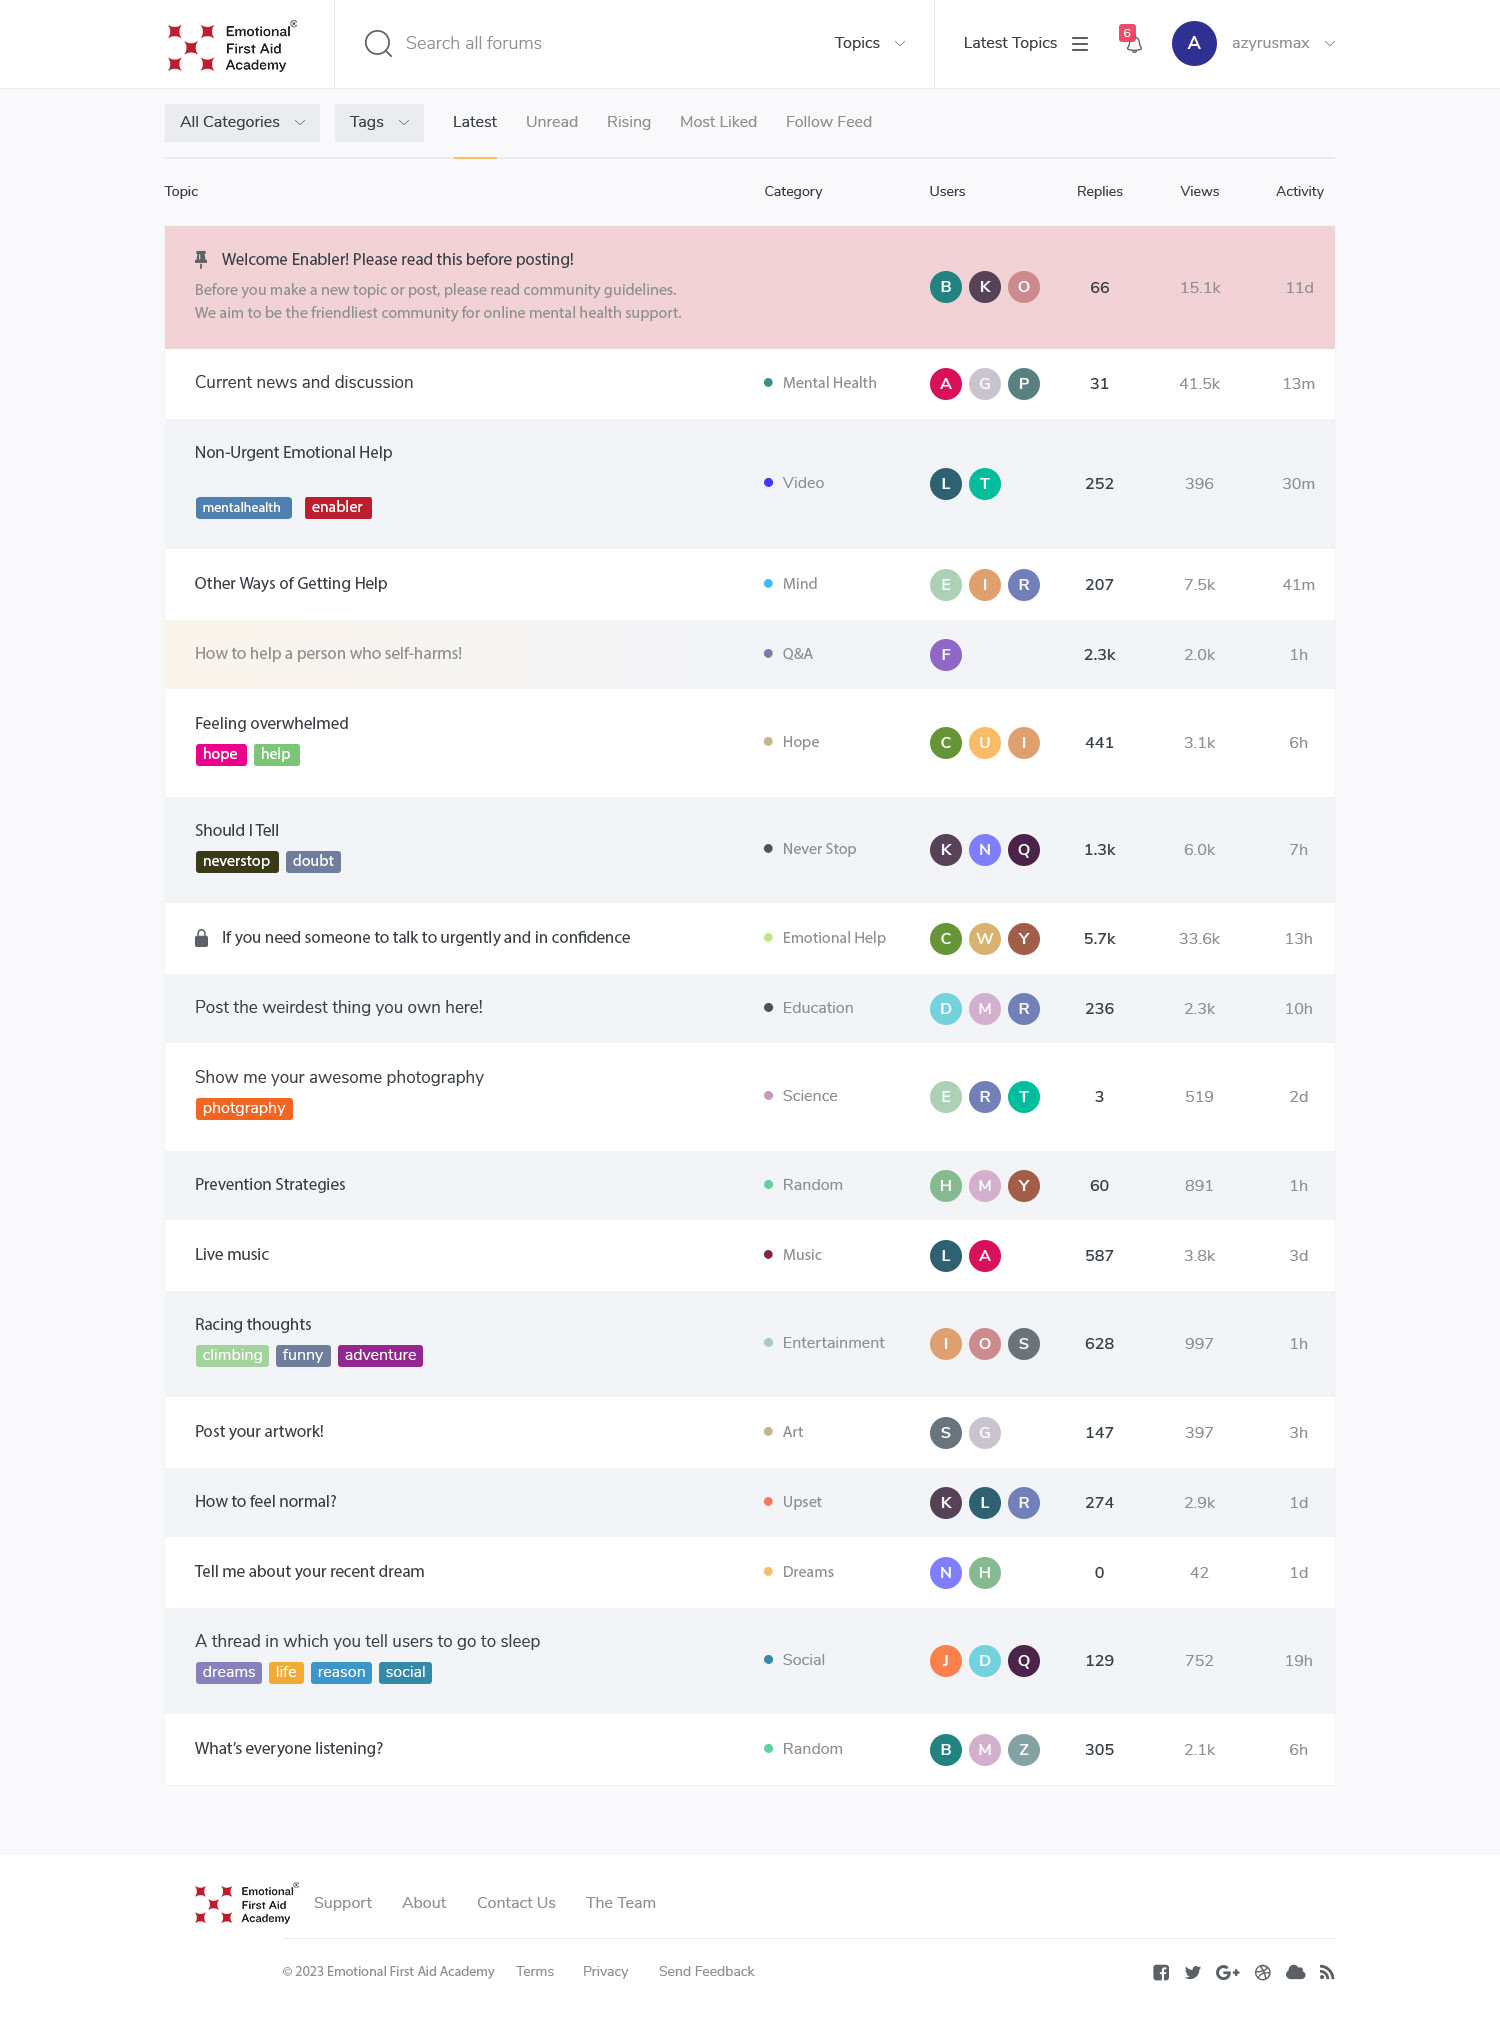 Emotional®
First Aid
Academy
Search all forums
Topics
Latest Topics
6
A
azyrusmax
All Categories
Tags
Latest
Unread
Rising
Most Liked
Follow Feed
Topic Category Users Replies Views Activity
Welcome Enabler! Please read this before posting!
Before you make a new topic or post, please read community guidelines.
We aim to be the friendliest community for online mental health support.
B K O 66 15.1k 11d
Current news and discussion Mental Health A G P 31 41.5k 13m
Non-Urgent Emotional Help
mentalhealth enabler
Video L T 252 396 30m
Other Ways of Getting Help Mind E I R 207 7.5k 41m
How to help a person who self-harms! Q&A F 2.3k 2.0k 1h
Feeling overwhelmed
hope help
Hope C U I 441 3.1k 6h
Should I Tell
neverstop doubt
Never Stop K N Q 1.3k 6.0k 7h
If you need someone to talk to urgently and in confidence Emotional Help C W Y 5.7k 33.6k 13h
Post the weirdest thing you own here! Education D M R 236 2.3k 10h
Show me your awesome photography
photgraphy
Science E R T 3 519 2d
Prevention Strategies Random H M Y 60 891 1h
Live music Music L A 587 3.8k 3d
Racing thoughts
climbing funny adventure
Entertainment I O S 628 997 1h
Post your artwork! Art S G 147 397 3h
How to feel normal? Upset K L R 274 2.9k 1d
Tell me about your recent dream Dreams N H 0 42 1d
A thread in which you tell users to go to sleep
dreams life reason social
Social J D Q 129 752 19h
What's everyone listening? Random B M Z 305 2.1k 6h
Emotional®
First Aid
Academy
Support About Contact Us The Team
© 2023 Emotional First Aid Academy Terms Privacy Send Feedback